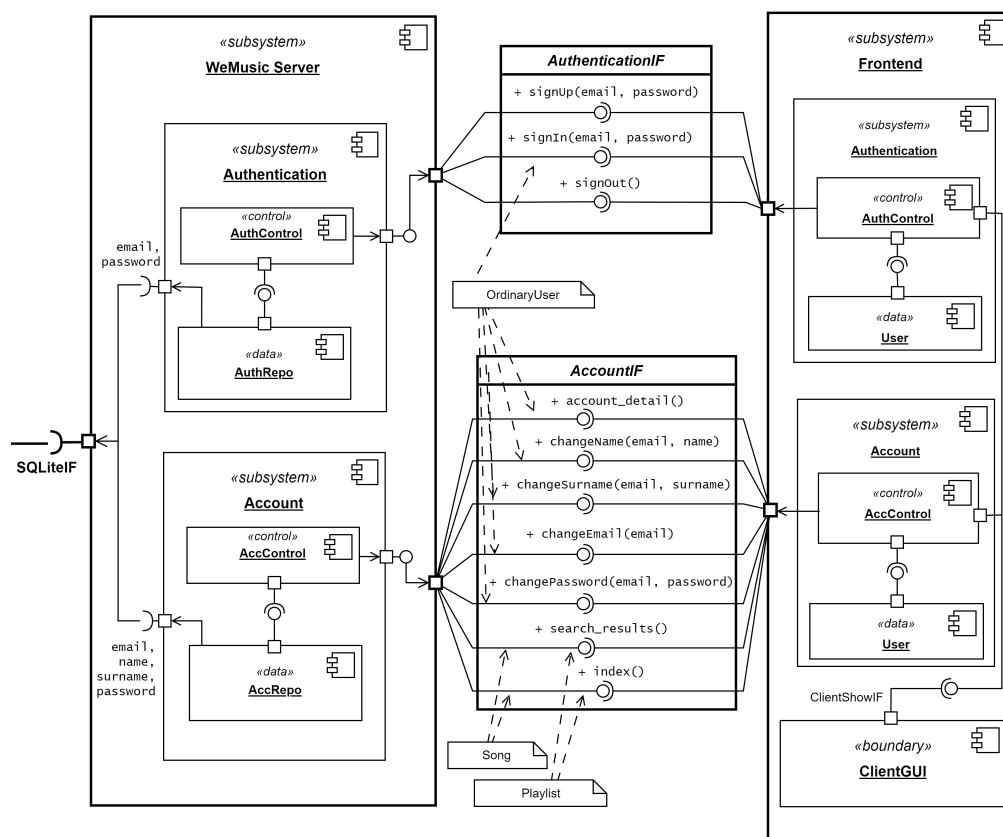 «subsystem»
WeMusic Server
«subsystem»
Authentication
«control»
AuthControl
email,
password
«data»
AuthRepo
SQLiteIF
«subsystem»
Account
«control»
AccControl
email,
name,
surname,
password
«data»
AccRepo
AuthenticationIF
+ signUp(email, password)
+ signIn(email, password)
+ signOut()
OrdinaryUser
AccountIF
+ account_detail()
+ changeName(email, name)
+ changeSurname(email, surname)
+ changeEmail(email)
+ changePassword(email, password)
+ search_results()
+ index()
Song
Playlist
«subsystem»
Frontend
«subsystem»
Authentication
«control»
AuthControl
«data»
User
«subsystem»
Account
«control»
AccControl
«data»
User
ClientShowIF
«boundary»
ClientGUI